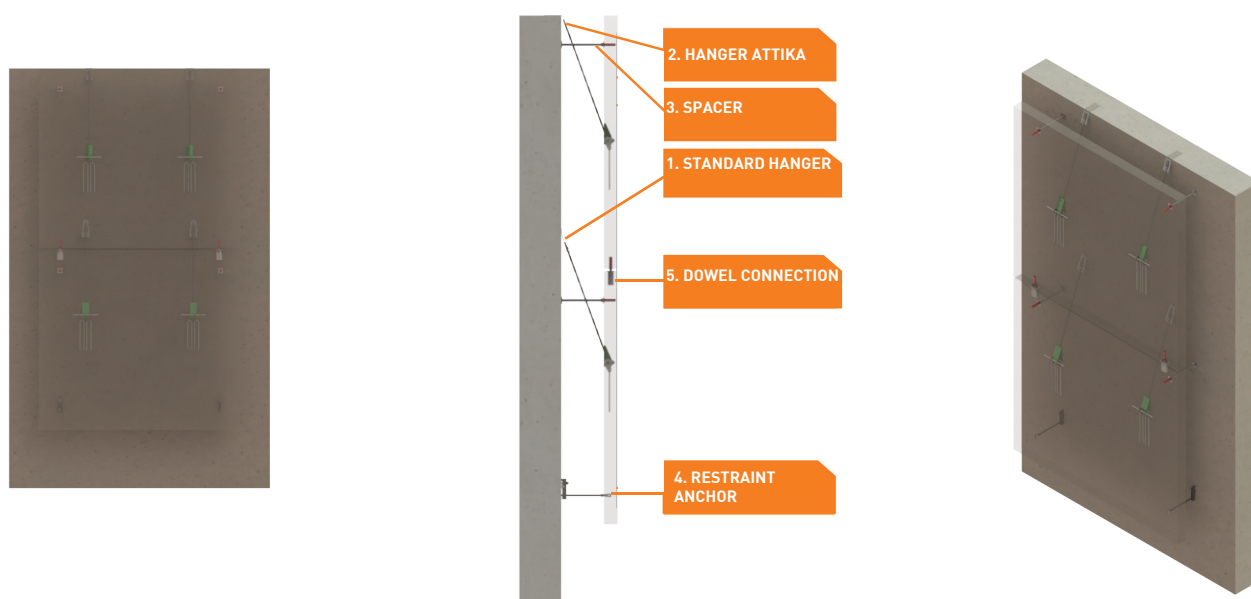 2. HANGER ATTIKA
3. SPACER
1. STANDARD HANGER
5. DOWEL CONNECTION
4. RESTRAINT
ANCHOR